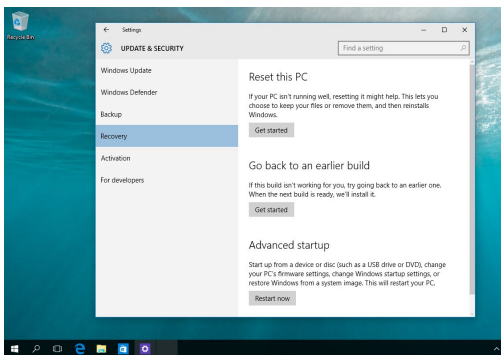 Recycle Bin
Settings
UPDATE & SECURITY
Find a setting
Windows Update
Windows Defender
Backup
Recovery
Activation
For developers
Reset this PC
If your PC isn't running well, resetting it might help. This lets you
choose to keep your files or remove them, and then reinstalls
Windows.
Get started
Go back to an earlier build
If this build isn't working for you, try going back to an earlier one.
When the next build is ready, we'll install it.
Get started
Advanced startup
Start up from a device or disc (such as a USB drive or DVD), change
your PC's firmware settings, change Windows startup settings, or
restore Windows from a system image. This will restart your PC.
Restart now